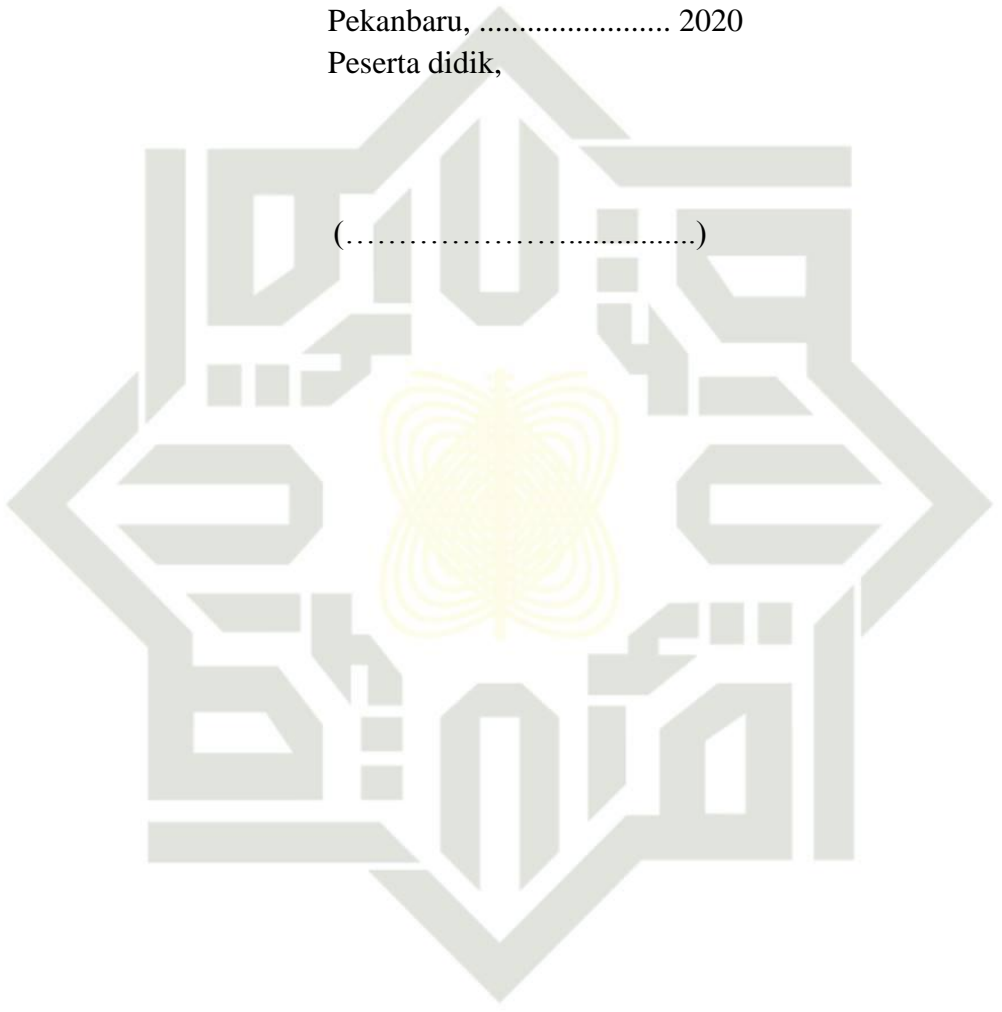 Pekanbaru, ........................ 2020
Peserta didik,
(…………………...................)